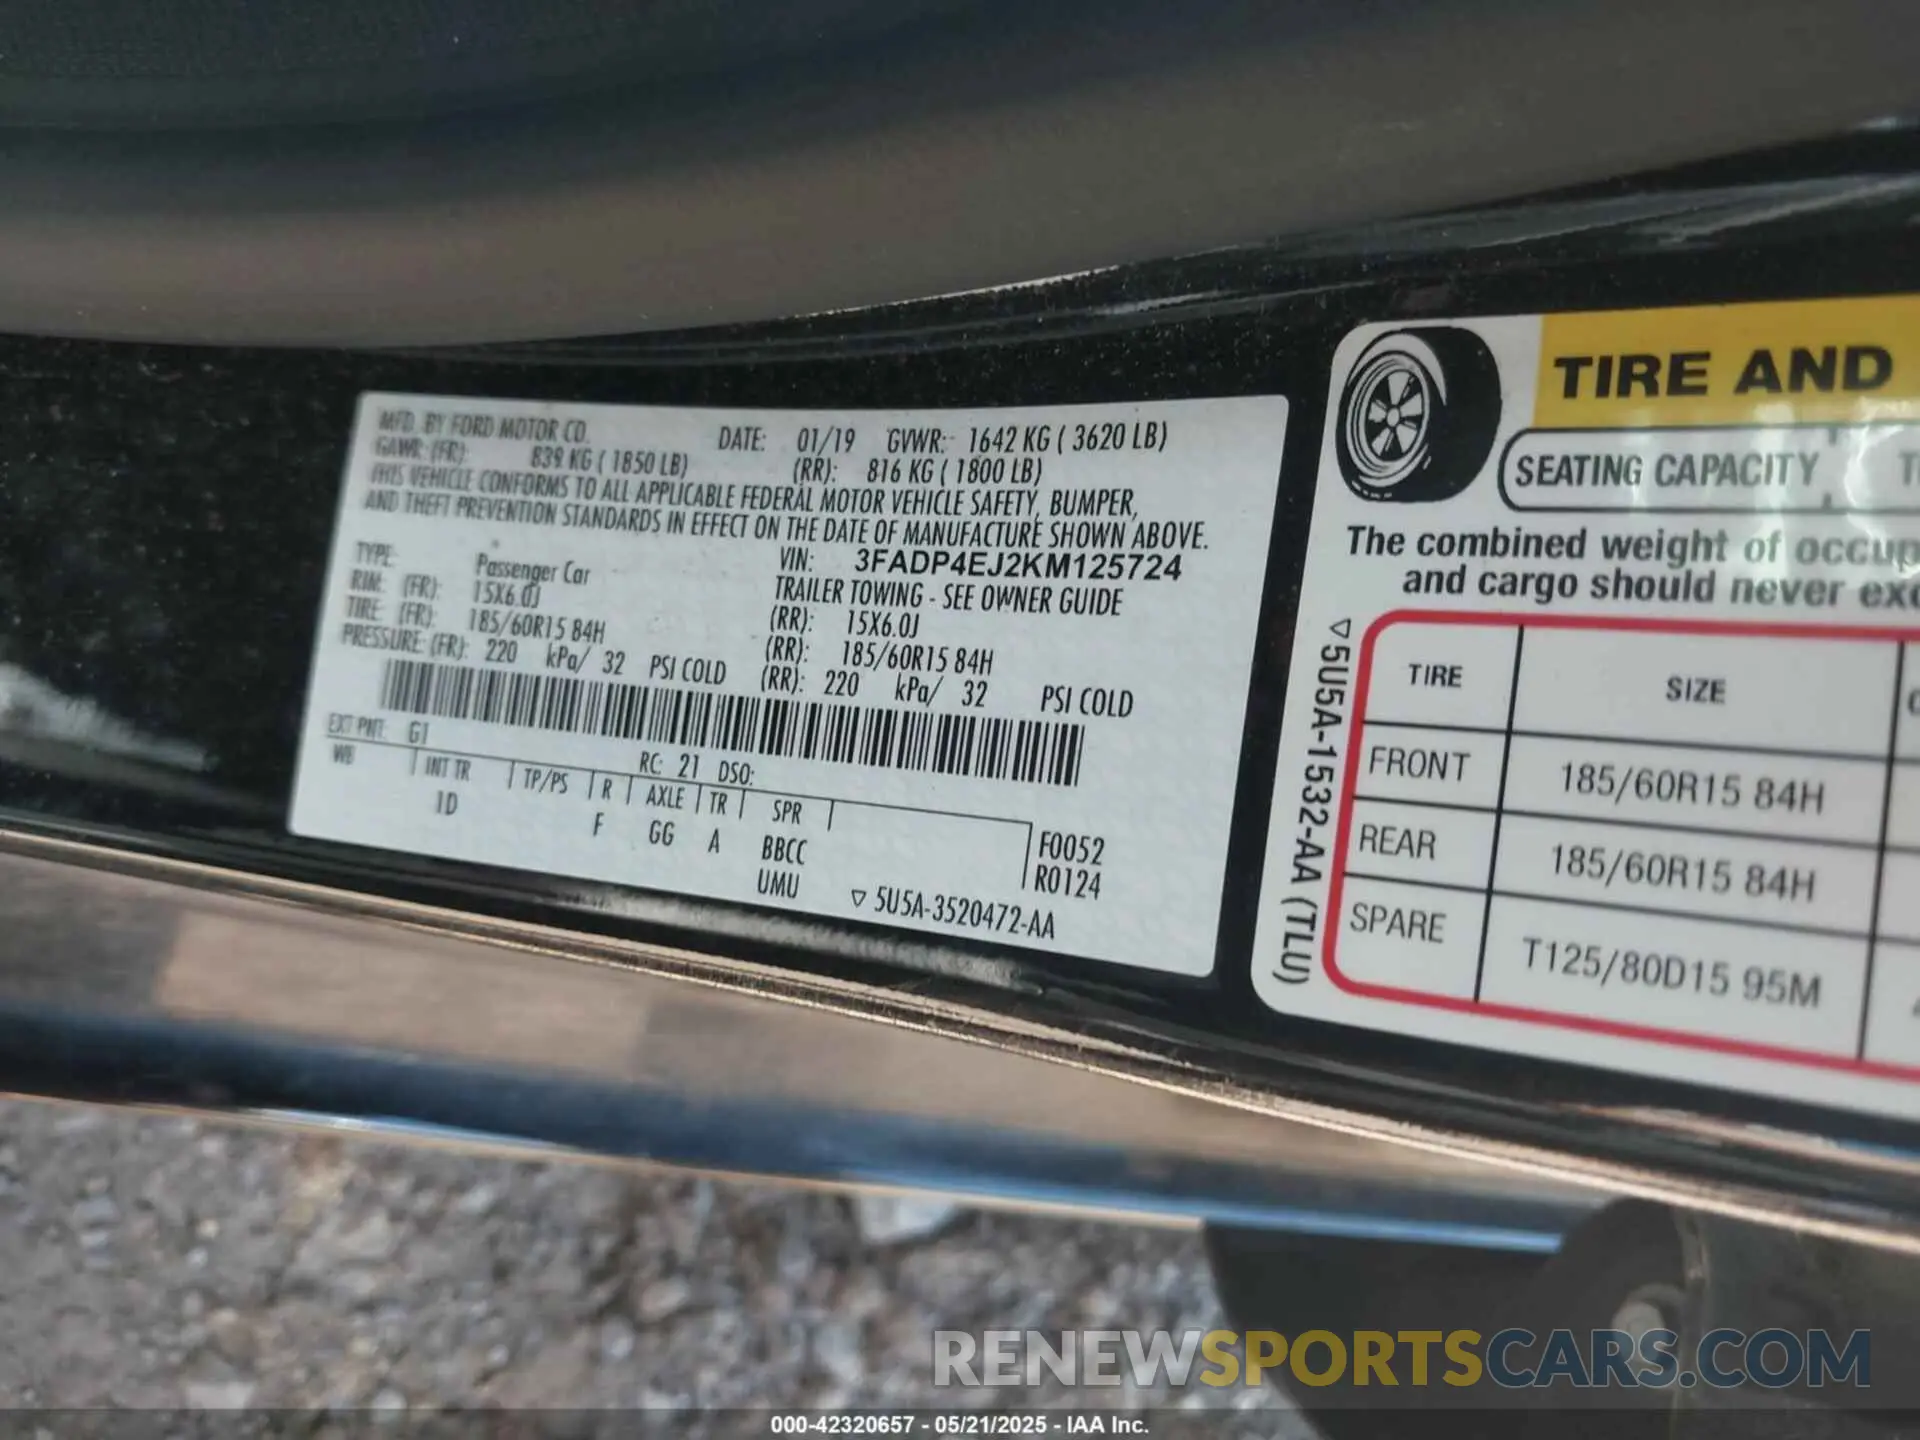 MFD. BY FORD MOTOR CO. DATE: 01/19 GVWR: 1642 KG ( 3620 LB)
GAWR: (FR): 839 KG ( 1850 LB) (RR): 816 KG ( 1800 LB)
THIS VEHICLE CONFORMS TO ALL APPLICABLE FEDERAL MOTOR VEHICLE SAFETY, BUMPER,
AND THEFT PREVENTION STANDARDS IN EFFECT ON THE DATE OF MANUFACTURE SHOWN ABOVE.
VIN: 3FADP4EJ2KM125724
TYPE: Passenger Car TRAILER TOWING - SEE OWNER GUIDE
RIM: (FR): 15X6.0J (RR): 15X6.0J
TIRE: (FR): 185/60R15 84H (RR): 185/60R15 84H
PRESSURE: (FR): 220 kPa/ 32 PSI COLD (RR): 220 kPa/ 32 PSI COLD
EXT PNT: G1 RC: 21 DSO:
WB INT TR TP/PS R AXLE TR SPR
1D F GG A BBCC
UMU
F0052
R0124
▽ 5U5A-3520472-AA
TIRE AND
SEATING CAPACITY
The combined weight of
and cargo should never
▽5U5A-1532-AA (TLU)
TIRE SIZE
FRONT 185/60R15 84H
REAR 185/60R15 84H
SPARE T125/80D15 95M
RENEWSPORTSCARS.COM
000-42320657 - 05/21/2025 - IAA Inc.